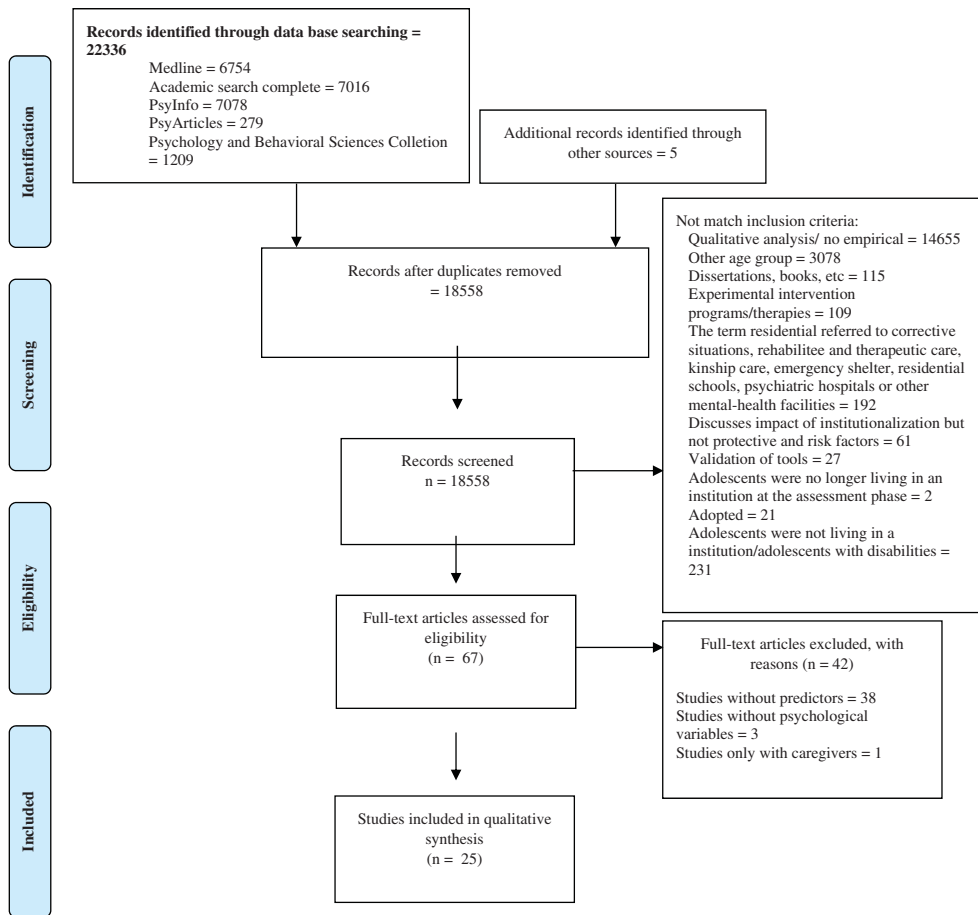 Records identified through data base searching =
22336
Medline = 6754
Academic search complete = 7016
PsyInfo = 7078
PsyArticles = 279
Psychology and Behavioral Sciences Colletion
= 1209
Identification
Additional records identified through
other sources = 5
Records after duplicates removed
= 18558
Not match inclusion criteria:
Qualitative analysis/ no empirical = 14655
Other age group = 3078
Dissertations, books, etc = 115
Experimental intervention
programs/therapies = 109
The term residential referred to corrective
situations, rehabilitee and therapeutic care,
kinship care, emergency shelter, residential
schools, psychiatric hospitals or other
mental-health facilities = 192
Discusses impact of institutionalization but
not protective and risk factors = 61
Validation of tools = 27
Adolescents were no longer living in an
institution at the assessment phase = 2
Adopted = 21
Adolescents were not living in a
institution/adolescents with disabilities =
231
Screening
Records screened
n = 18558
Eligibility
Full-text articles assessed for
eligibility
(n = 67)
Full-text articles excluded, with
reasons (n = 42)
Studies without predictors = 38
Studies without psychological
variables = 3
Studies only with caregivers = 1
Included
Studies included in qualitative
synthesis
(n = 25)